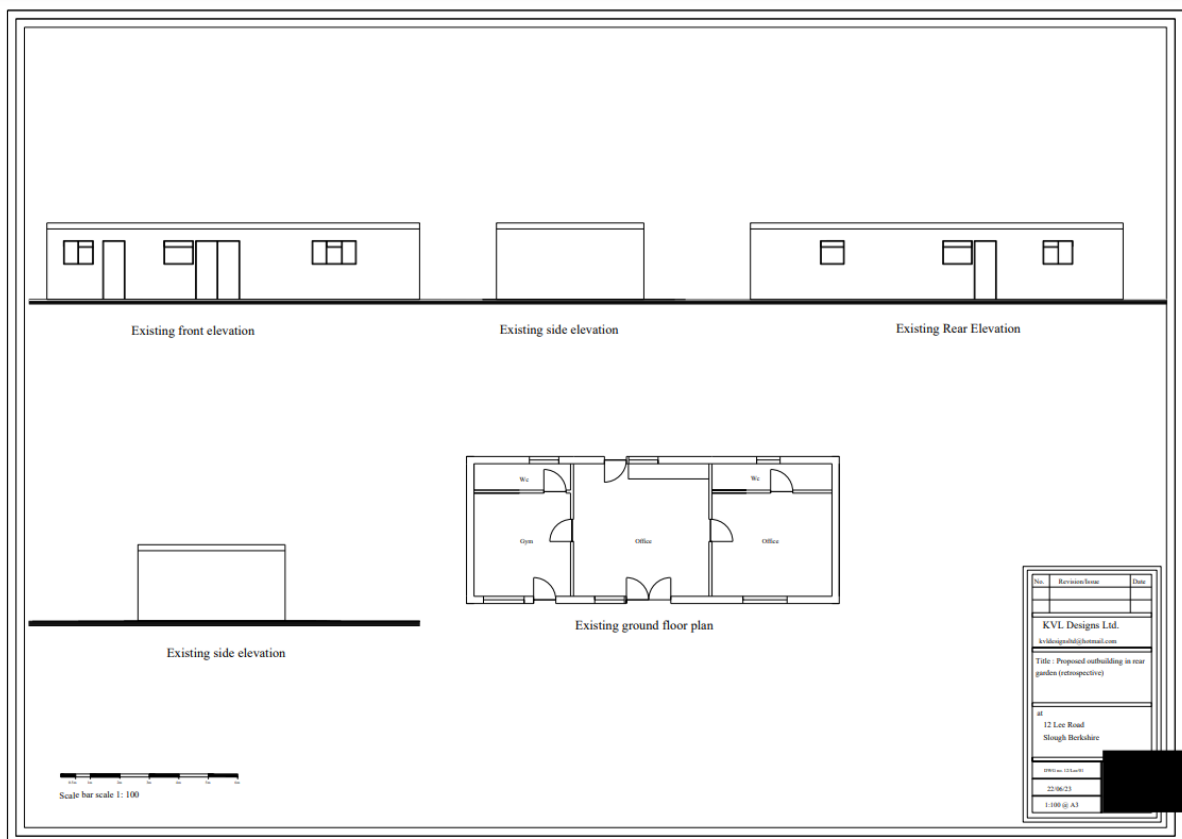 Existing front elevation
Existing side elevation
Existing Rear Elevation
Wc
Wc
Gym
Office
Office
Existing ground floor plan
Existing side elevation
Scale bar scale 1: 100
No. Revision/Issue Date
KVL Designs Ltd.
kvldesignsltd@hotmail.com
Title : Proposed outbuilding in rear
garden (retrospective)
at
12 Lee Road
Slough Berkshire
22/06/23
1:100 @ A3